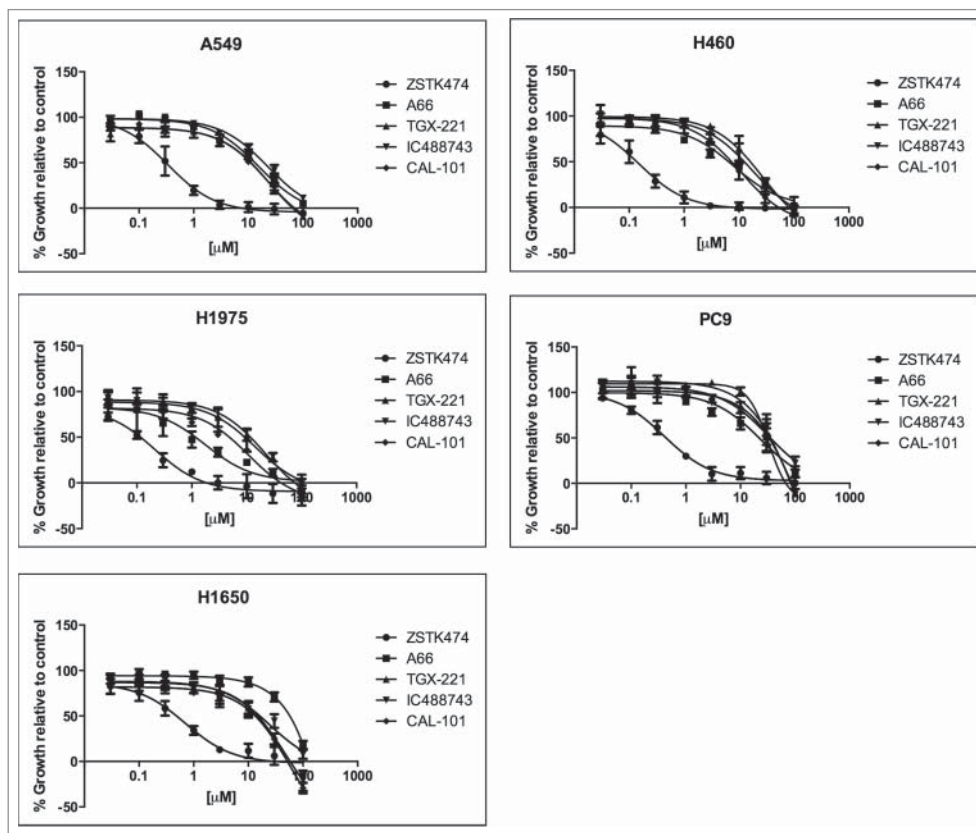 A549
% Growth relative to control
150
100
50
0
-50
0.1 1 10 100 1000
[μM]
ZSTK474
A66
TGX-221
IC488743
CAL-101
H460
% Growth relative to control
150
100
50
0
-50
0.1 1 10 100 1000
[μM]
ZSTK474
A66
TGX-221
IC488743
CAL-101
H1975
% Growth relative to control
150
100
50
0
-50
0.1 1 10 100 1000
[μM]
ZSTK474
A66
TGX-221
IC488743
CAL-101
PC9
% Growth relative to control
150
100
50
0
-50
0.1 1 10 100 1000
[μM]
ZSTK474
A66
TGX-221
IC488743
CAL-101
H1650
% Growth relative to control
150
100
50
0
-50
0.1 1 10 100 1000
[μM]
ZSTK474
A66
TGX-221
IC488743
CAL-101